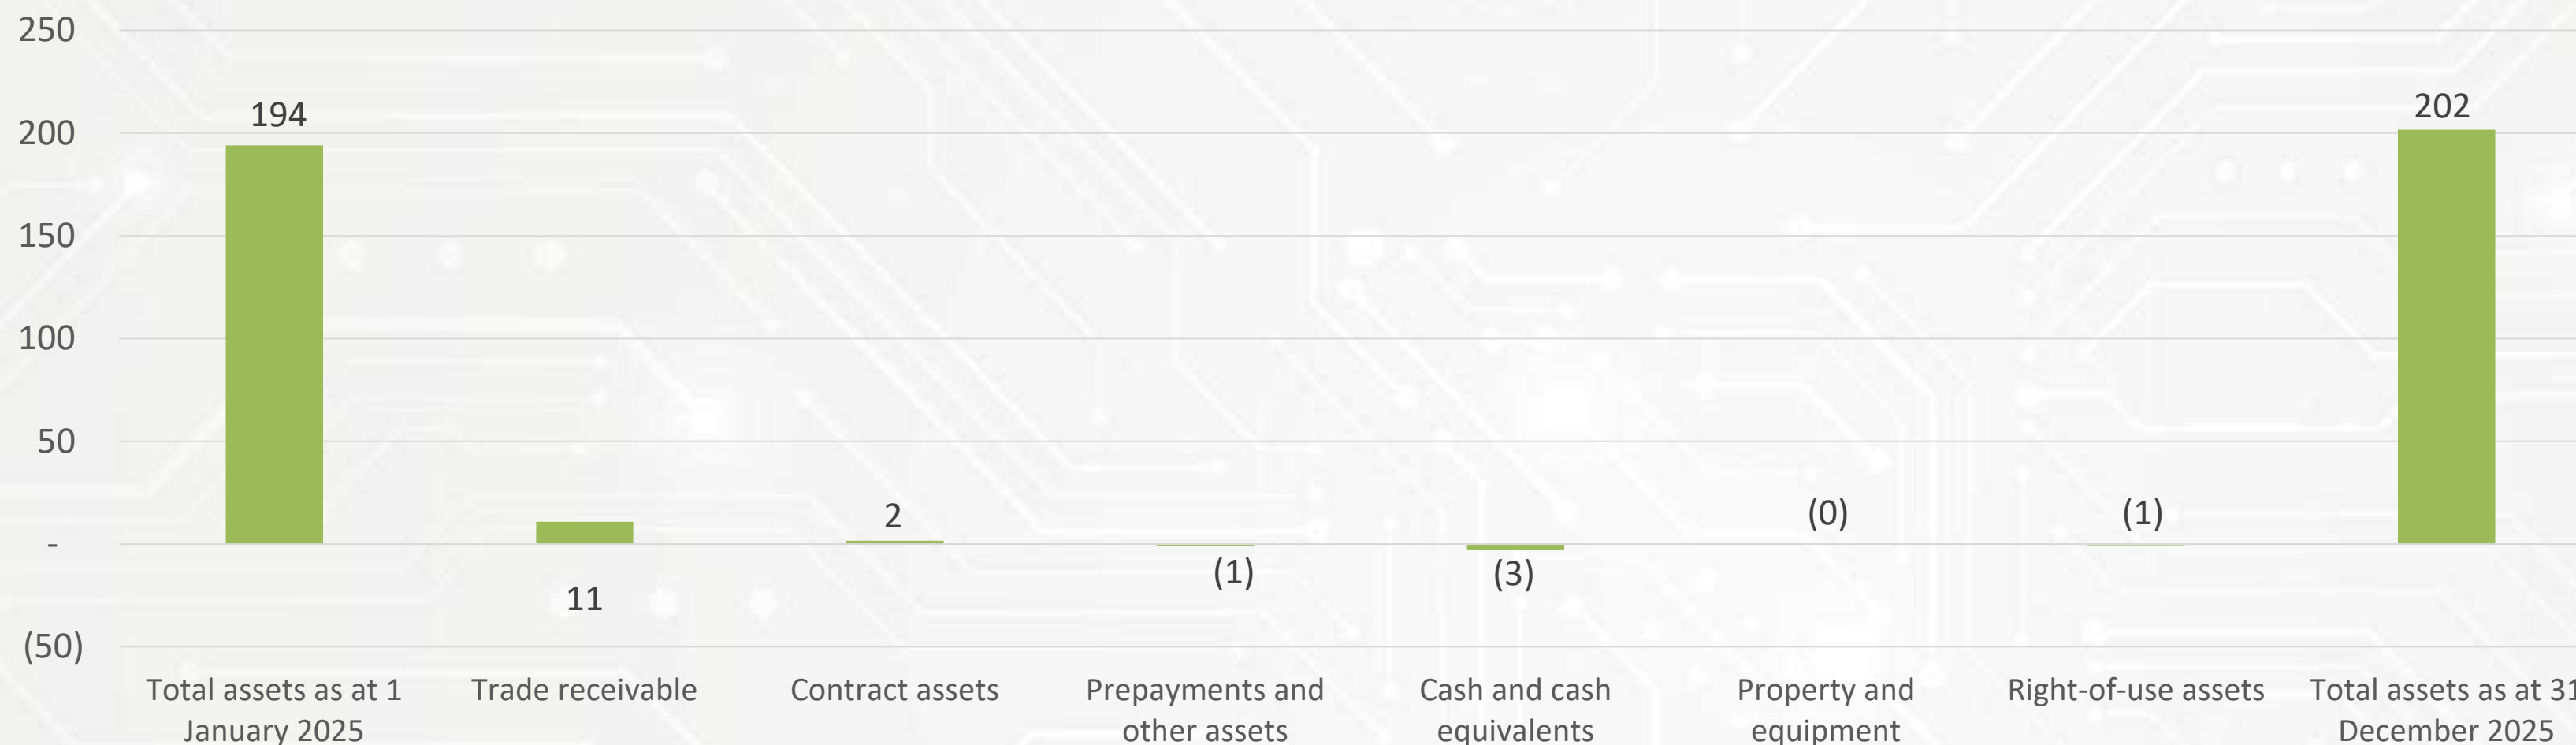 250
200
150
100
50
-
(50)
194
11
2
(1)
(3)
(0)
(1)
202
Total assets as at 1
January 2025
Trade receivable
Contract assets
Prepayments and
other assets
Cash and cash
equivalents
Property and
equipment
Right-of-use assets
Total assets as at 31
December 2025